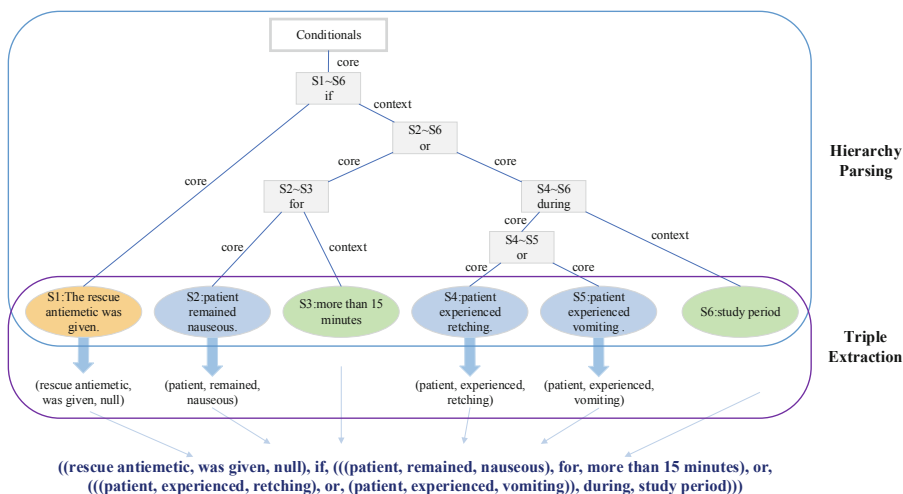 Conditionals
core
S1~S6
if
context
S2~S6
or
core
core
core
S2~S3
for
S4~S6
during
core
context
core
context
S4~S5
or
core
core
Hierarchy
Parsing
S1:The rescue
antiemetic was
given.
S2:patient
remained
nauseous.
S3:more than 15
minutes
S4:patient
experienced
retching.
S5:patient
experienced
vomiting .
S6:study period
Triple
Extraction
(rescue antiemetic,
was given, null)
(patient, remained,
nauseous)
(patient, experienced,
retching)
(patient, experienced,
vomiting)
((rescue antiemetic, was given, null), if, (((patient, remained, nauseous), for, more than 15 minutes), or,
(((patient, experienced, retching), or, (patient, experienced, vomiting)), during, study period)))